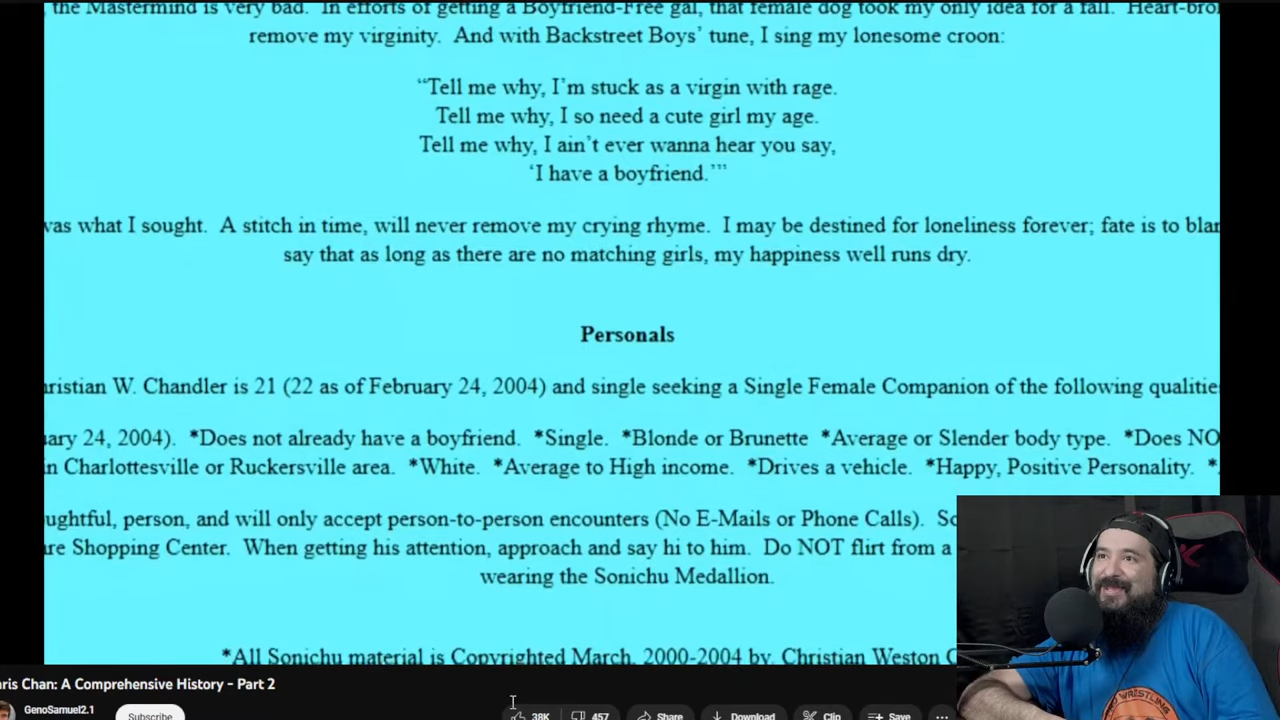 the Mastermind is very bad. In efforts of getting a Boyfriend-Free gal, that female dog took my only idea for a fall. Heart-bro
remove my virginity. And with Backstreet Boys' tune, I sing my lonesome croon:
"Tell me why, I'm stuck as a virgin with rage.
Tell me why, I so need a cute girl my age.
Tell me why, I ain't ever wanna hear you say,
'I have a boyfriend.'"
was what I sought. A stitch in time, will never remove my crying rhyme. I may be destined for loneliness forever; fate is to blan
say that as long as there are no matching girls, my happiness well runs dry.
Personals
ristian W. Chandler is 21 (22 as of February 24, 2004) and single seeking a Single Female Companion of the following qualitie
ary 24, 2004). *Does not already have a boyfriend. *Single. *Blonde or Brunette *Average or Slender body type. *Does NO
in Charlottesville or Ruckersville area. *White. *Average to High income. *Drives a vehicle. *Happy, Positive Personality. *
ughtful, person, and will only accept person-to-person encounters (No E-Mails or Phone Calls). So
re Shopping Center. When getting his attention, approach and say hi to him. Do NOT flirt from a
wearing the Sonichu Medallion.
*All Sonichu material is Copyrighted March, 2000-2004 by, Christian Weston C
ris Chan: A Comprehensive History - Part 2
GenoSamuel2.1
Subscribe
38K
457
Share
Download
Clip
Save
...
WRESTLING